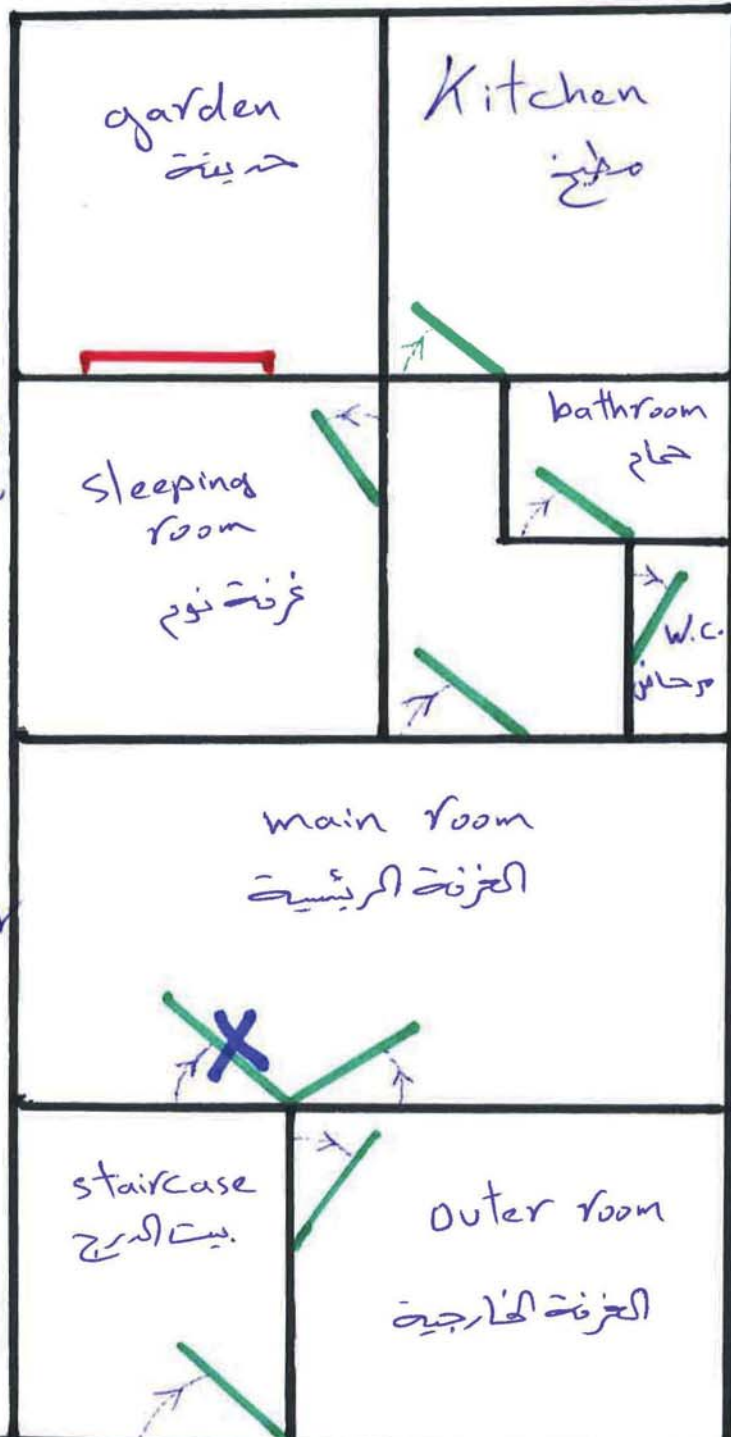 garden
حديقة
Kitchen
مطبخ
bathroom
حمام
sleeping
room
غرفة نوم
W.C.
مرحاض
main room
الغرفة الرئيسية
staircase
بيت الدرج
outer room
الغرفة الخارجية